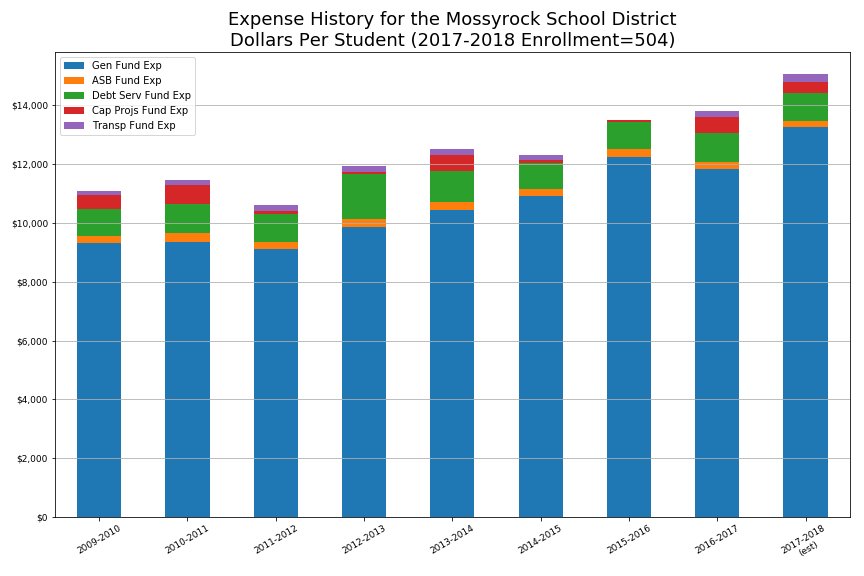 Expense History for the Mossyrock School District
Dollars Per Student (2017-2018 Enrollment=504)
Gen Fund Exp
ASB Fund Exp
Debt Serv Fund Exp
Cap Projs Fund Exp
Transp Fund Exp
$14,000
$12,000
$10,000
$8,000
$6,000
$4,000
$2,000
$0
2009-2010
2010-2011
2011-2012
2012-2013
2013-2014
2014-2015
2015-2016
2016-2017
2017-2018
(est)